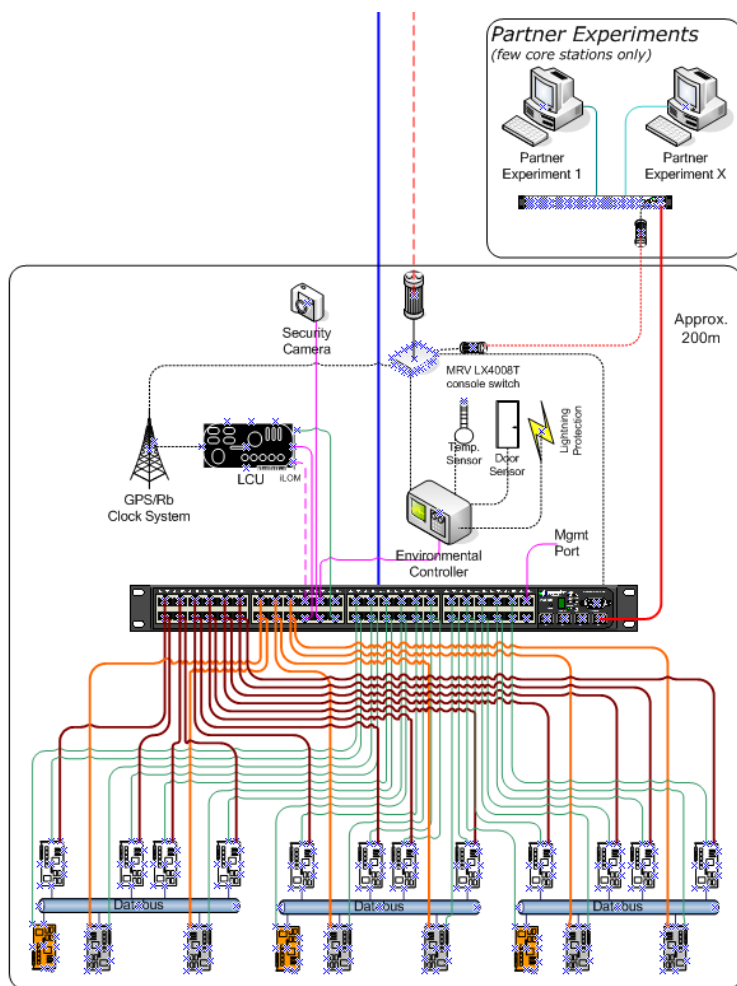 Partner Experiments
(few core stations only)
Partner
Experiment 1
Partner
Experiment X
Approx.
200m
Security
Camera
MRV LX4008T
console switch
Temp.
Sensor
Door
Sensor
Lightning
Protection
GPS/Rb
Clock System
LCU
iLOM
Environmental
Controller
Mgmt
Port
Databus
Databus
Databus